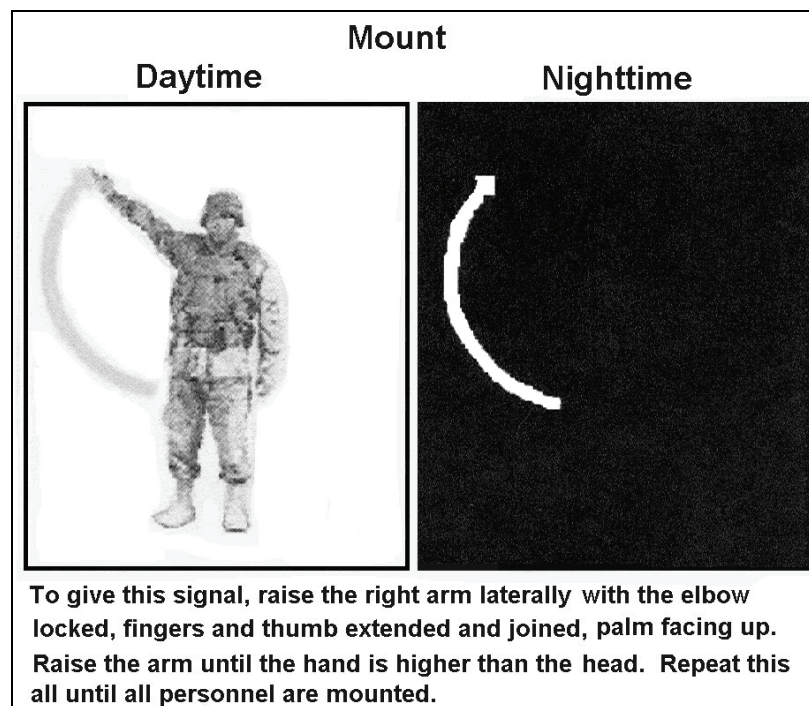 Mount
Daytime Nighttime
To give this signal, raise the right arm laterally with the elbow
locked, fingers and thumb extended and joined, palm facing up.
Raise the arm until the hand is higher than the head. Repeat this
all until all personnel are mounted.